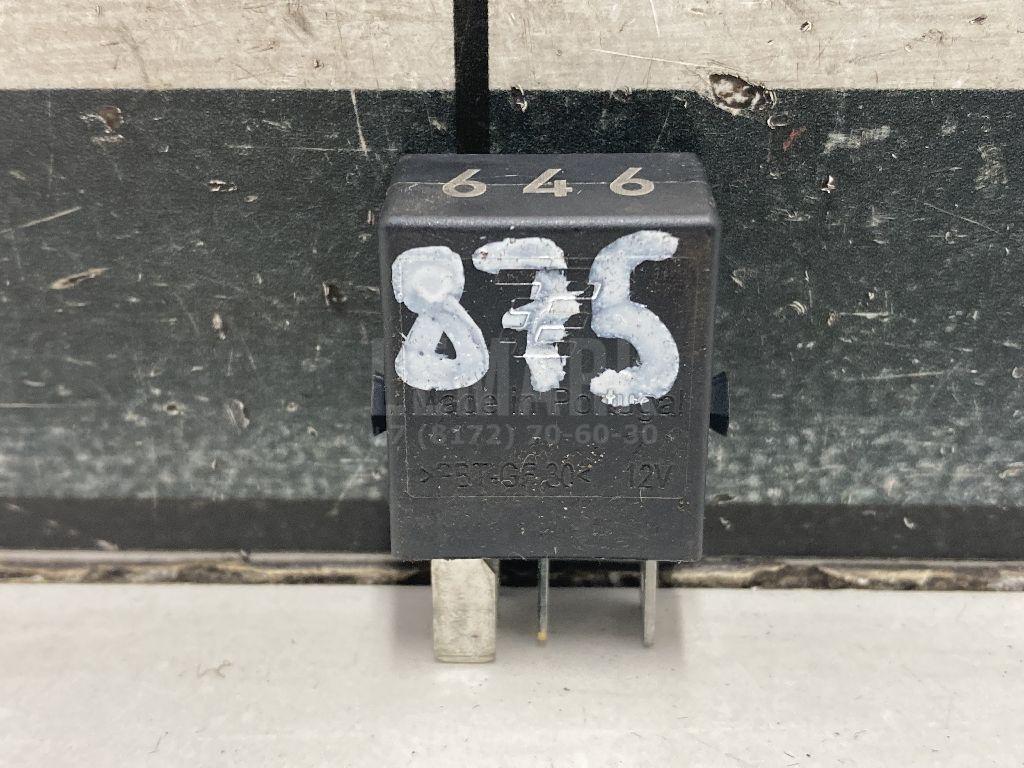 646
875
Made in Portugal
+7 (8172) 70-60-30
>PBT-GF30< 12V